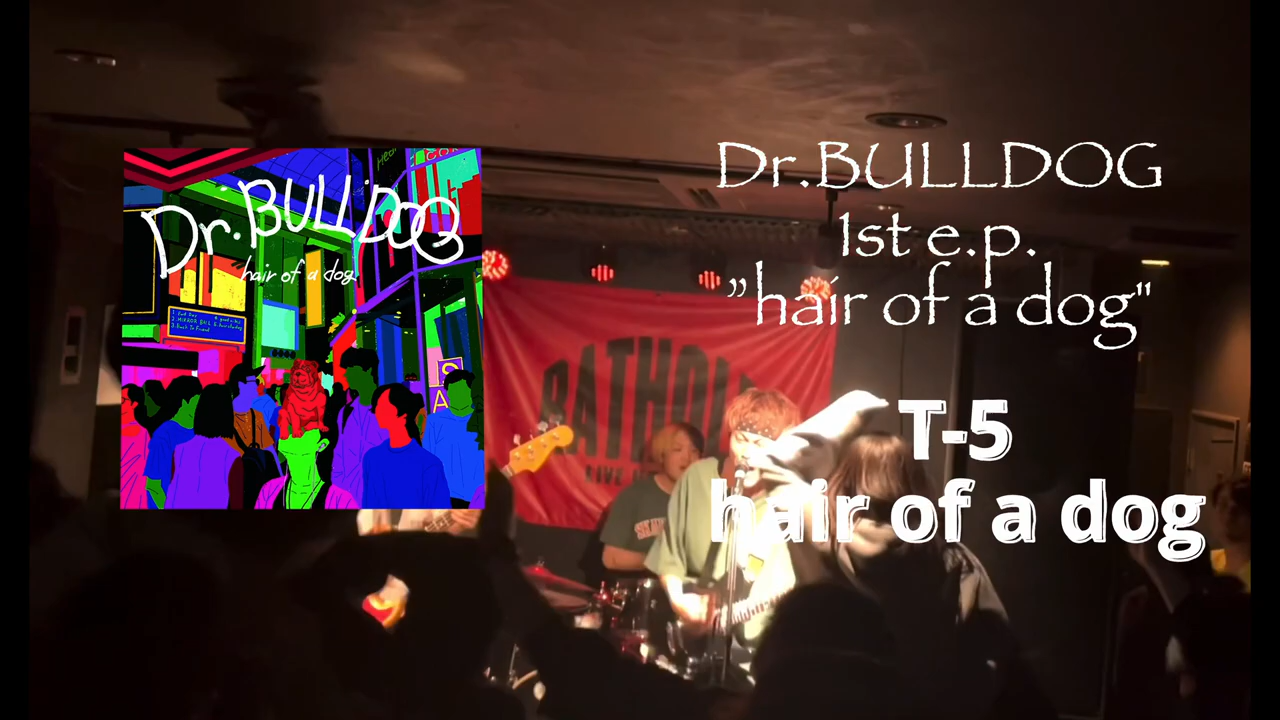 Dr.BULLDOG
hair of a dog
Dr.BULLDOG
1st e.p.
”hair of a dog"
T-5
hair of a dog